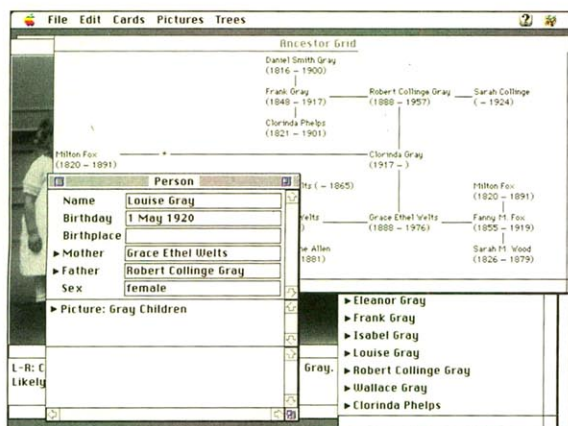 File Edit Cards Pictures Trees
Ancestor Grid
Daniel Smith Gray
(1816 – 1900)
Frank Gray
(1848 – 1917)
Robert Collinge Gray
(1888 – 1957)
Sarah Collinge
( – 1924)
Clorinda Phelps
(1821 – 1901)
Milton Fox
(1820 – 1891)
Clorinda Gray
(1917 – )
( – 1865)
Grace Ethel Welts
(1888 – 1976)
Milton Fox
(1820 – 1891)
Fanny M. Fox
(1855 – 1919)
Allen
1881)
Sarah M. Wood
(1826 – 1879)
Person
Name Louise Gray
Birthday 1 May 1920
Birthplace
Mother Grace Ethel Welts
Father Robert Collinge Gray
Sex female
Picture: Gray Children
L-R: C
Gray.
Likely
Eleanor Gray
Frank Gray
Isabel Gray
Louise Gray
Robert Collinge Gray
Wallace Gray
Clorinda Phelps